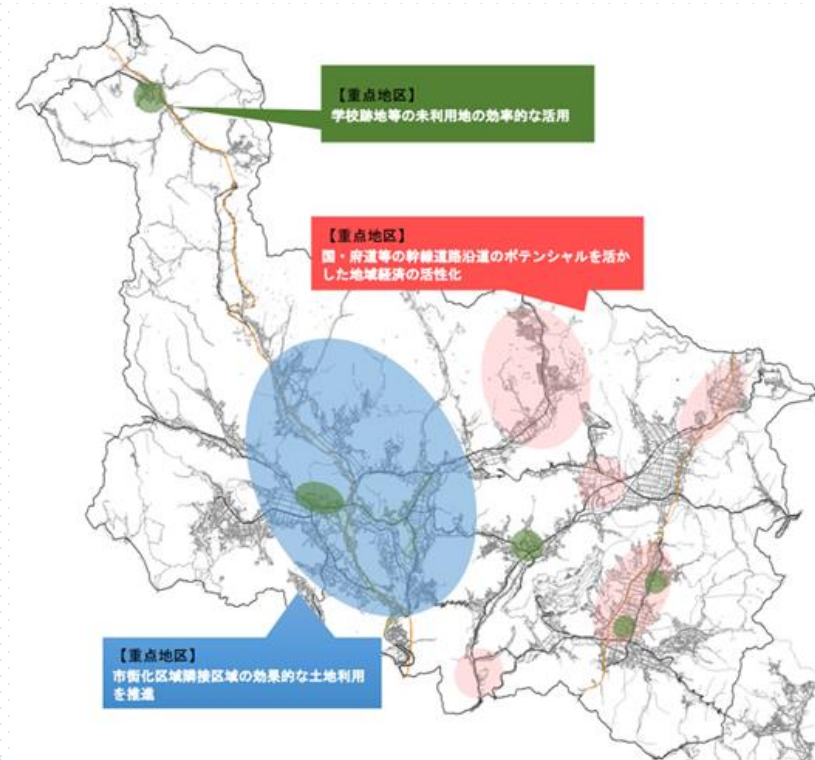 【重点地区】
学校跡地等の未利用地の効率的な活用
【重点地区】
国・府道等の幹線道路沿道のポテンシャルを活か
した地域経済の活性化
【重点地区】
市街化区域隣接区域の効果的な土地利用
を推進